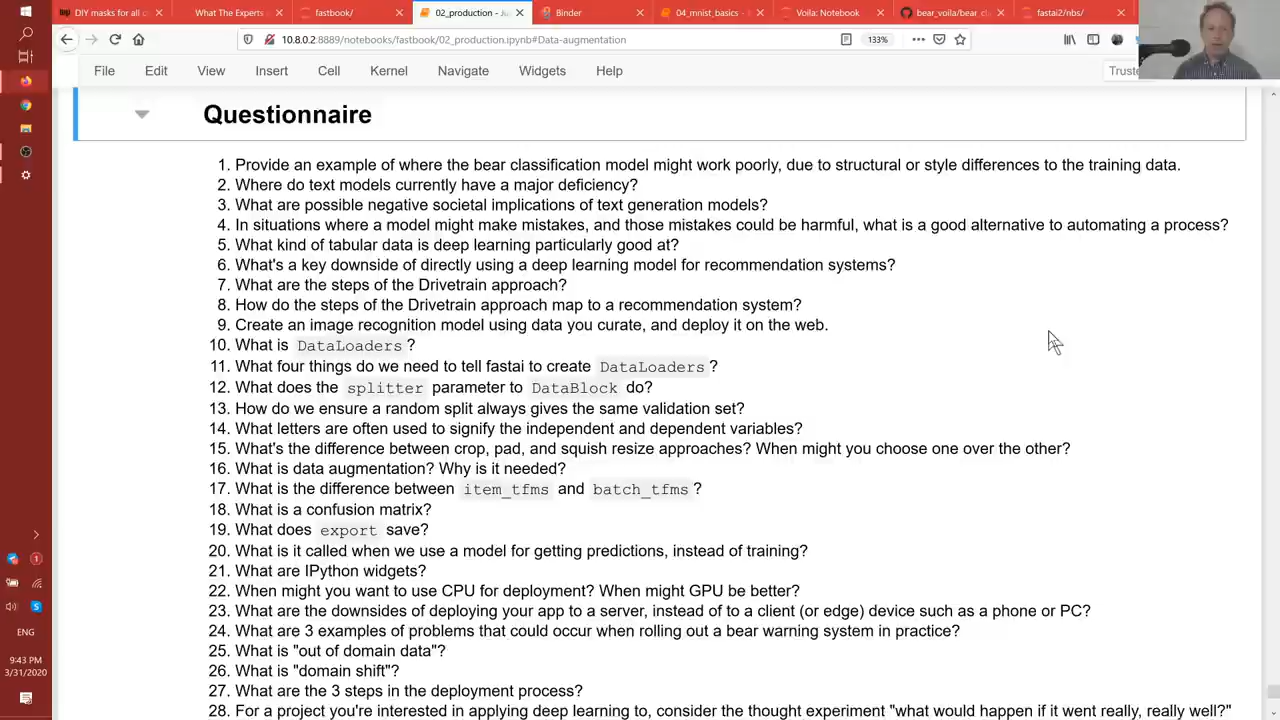 DIY masks for all c
What The Experts
fastbook/
02_production - Ju
Binder
04_mnist_basics - 
Voila: Notebook
bear_voila/bear_cl
fastai2/nbs/
10.8.0.2:8889/notebooks/fastbook/02_production.ipynb#Data-augmentation
133%
File Edit View Insert Cell Kernel Navigate Widgets Help
Truste
Questionnaire
1. Provide an example of where the bear classification model might work poorly, due to structural or style differences to the training data.
2. Where do text models currently have a major deficiency?
3. What are possible negative societal implications of text generation models?
4. In situations where a model might make mistakes, and those mistakes could be harmful, what is a good alternative to automating a process?
5. What kind of tabular data is deep learning particularly good at?
6. What's a key downside of directly using a deep learning model for recommendation systems?
7. What are the steps of the Drivetrain approach?
8. How do the steps of the Drivetrain approach map to a recommendation system?
9. Create an image recognition model using data you curate, and deploy it on the web.
10. What is DataLoaders?
11. What four things do we need to tell fastai to create DataLoaders?
12. What does the splitter parameter to DataBlock do?
13. How do we ensure a random split always gives the same validation set?
14. What letters are often used to signify the independent and dependent variables?
15. What's the difference between crop, pad, and squish resize approaches? When might you choose one over the other?
16. What is data augmentation? Why is it needed?
17. What is the difference between item_tfms and batch_tfms?
18. What is a confusion matrix?
19. What does export save?
20. What is it called when we use a model for getting predictions, instead of training?
21. What are IPython widgets?
22. When might you want to use CPU for deployment? When might GPU be better?
23. What are the downsides of deploying your app to a server, instead of to a client (or edge) device such as a phone or PC?
24. What are 3 examples of problems that could occur when rolling out a bear warning system in practice?
25. What is "out of domain data"?
26. What is "domain shift"?
27. What are the 3 steps in the deployment process?
28. For a project you're interested in applying deep learning to, consider the thought experiment "what would happen if it went really, really well?"
1
ENG
9:43 PM
3/31/2020